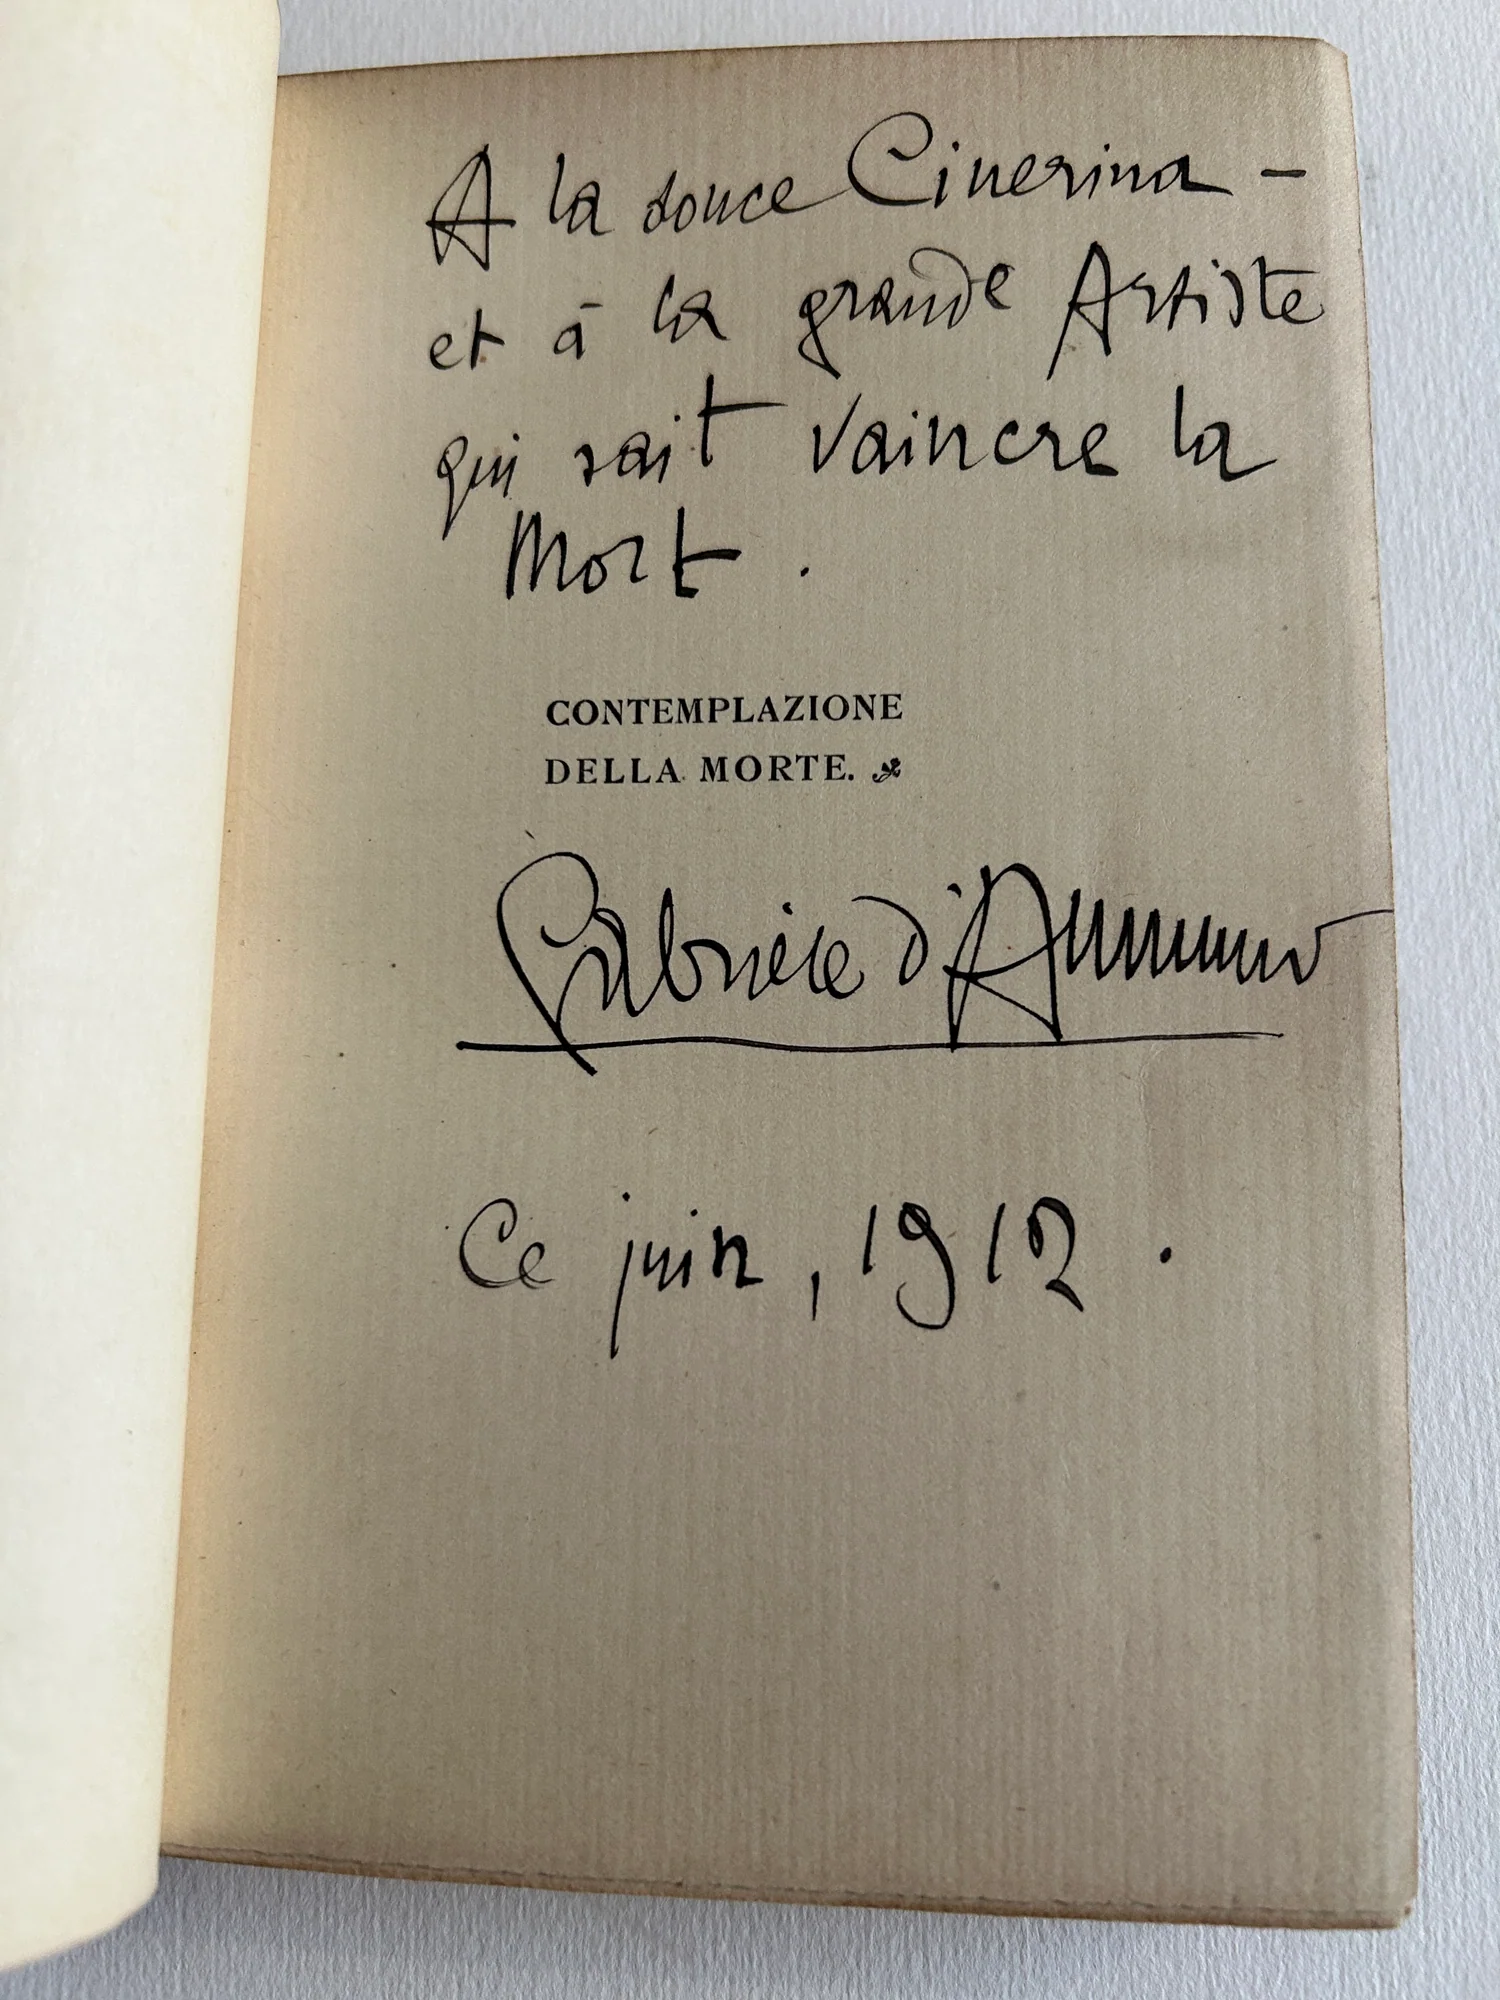 A la douce Cinerina –
et à la grande Artiste
qui sait vaincre la
Mort .
CONTEMPLAZIONE
DELLA MORTE.
Gabriele d'Annunzio
Ce juin, 1912 .